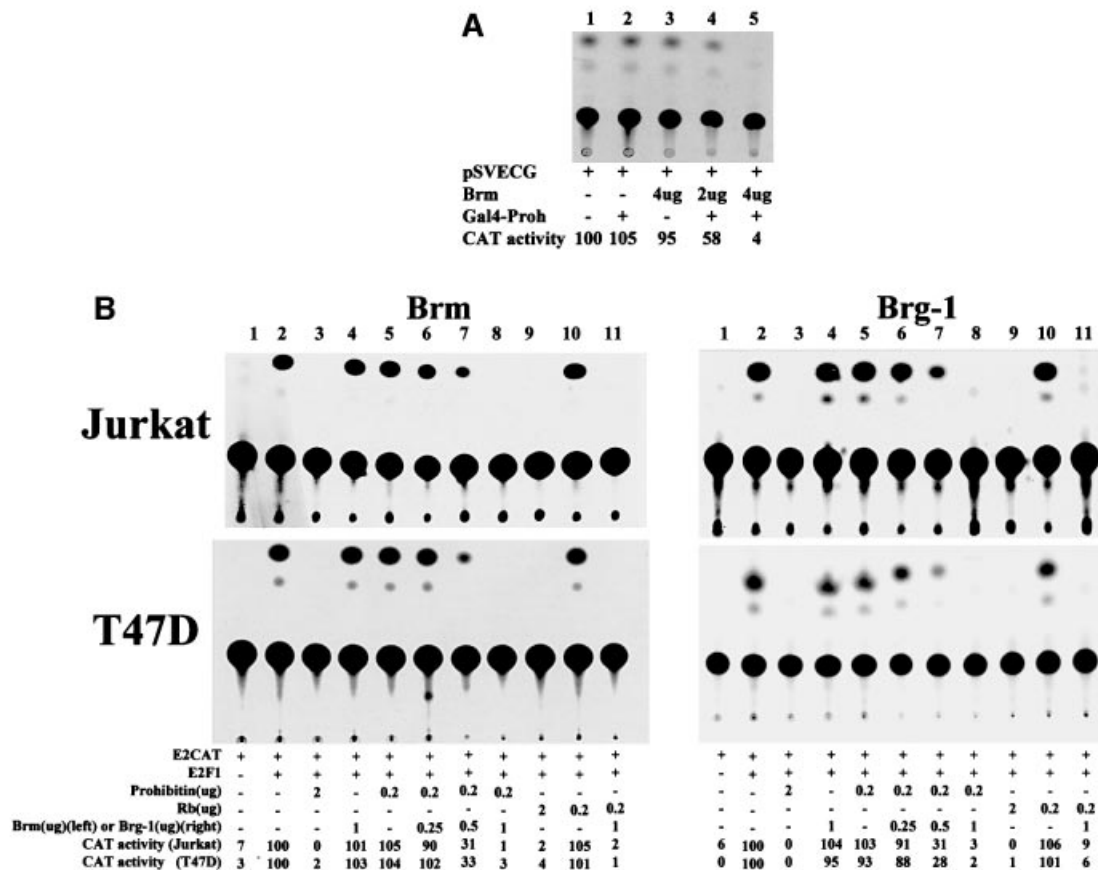 A
1 2 3 4 5
pSVECG + + + + +
Brm - - 4ug 2ug 4ug
Gal4-Proh - + - + +
CAT activity 100 105 95 58 4
B
Brm
Brg-1
1 2 3 4 5 6 7 8 9 10 11
1 2 3 4 5 6 7 8 9 10 11
Jurkat
T47D
E2CAT + + + + + + + + + + + + + + + + + + + + + +
E2F1 - + + + + + + + + + + - + + + + + + + + + +
Prohibitin(ug) - - 2 - 0.2 0.2 0.2 0.2 - - - - - 2 - 0.2 0.2 0.2 0.2 - - -
Rb(ug) - - - - - - - - 2 0.2 0.2 - - - - - - - - 2 0.2 0.2
Brm(ug)(left) or Brg-1(ug)(right) - - - 1 - 0.25 0.5 1 - - 1 - - - 1 - 0.25 0.5 1 - - 1
CAT activity (Jurkat) 7 100 0 101 105 90 31 1 2 105 2 6 100 0 104 103 91 31 3 0 106 9
CAT activity (T47D) 3 100 2 103 104 102 33 3 4 101 1 0 100 0 95 93 88 28 2 1 101 6